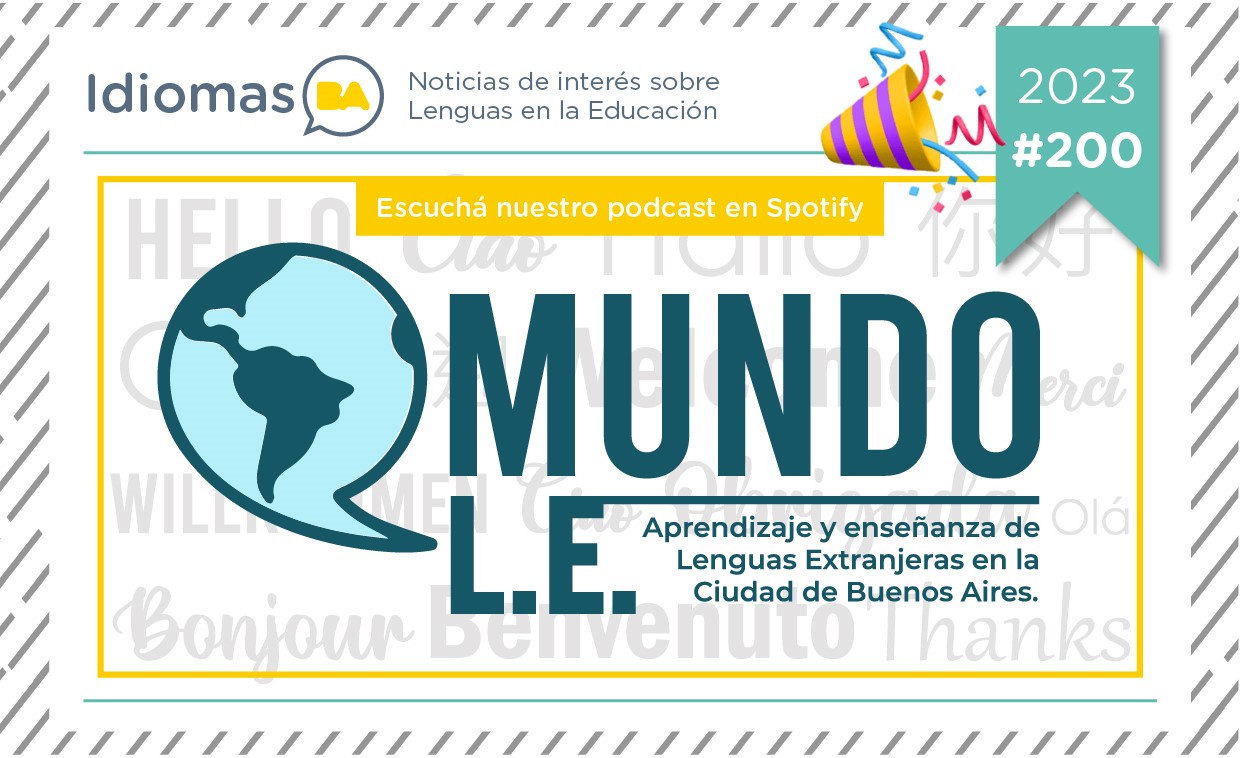 Idiomas BA
Noticias de interés sobre
Lenguas en la Educación
2023
#200
Escuchá nuestro podcast en Spotify
HELLO Ciao Hallo 你好
Welcome Merci
MUNDO
Ciao Obrigada Olá
L.E.
Aprendizaje y enseñanza de
Lenguas Extranjeras en la
Ciudad de Buenos Aires.
Bonjour Benvenuto Thanks